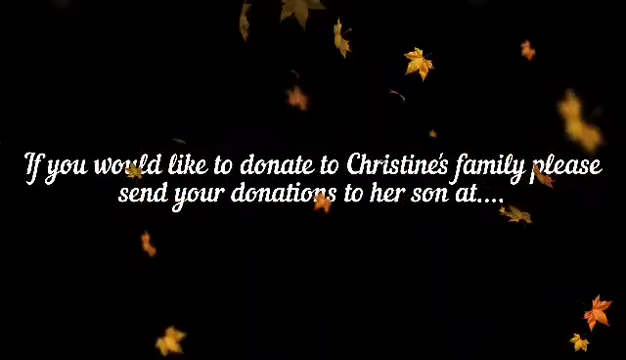 If you would like to donate to Christine's family please
send your donations to her son at....